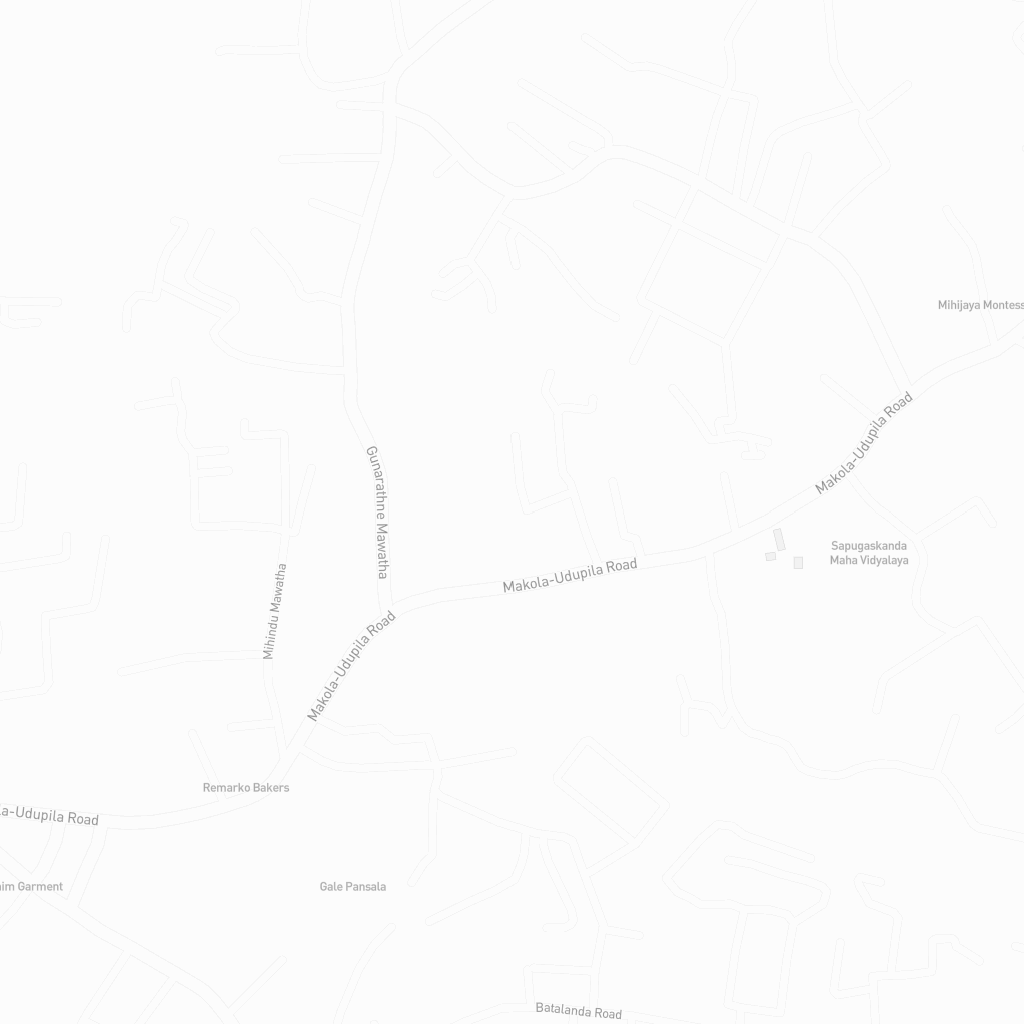 Mihijaya Montess
Makola-Udupila Road
Gunarathne Mawatha
Sapugaskanda
Maha Vidyalaya
Makola-Udupila Road
Mihindu Mawatha
Makola-Udupila Road
Remarko Bakers
la-Udupila Road
im Garment
Gale Pansala
Batalanda Road